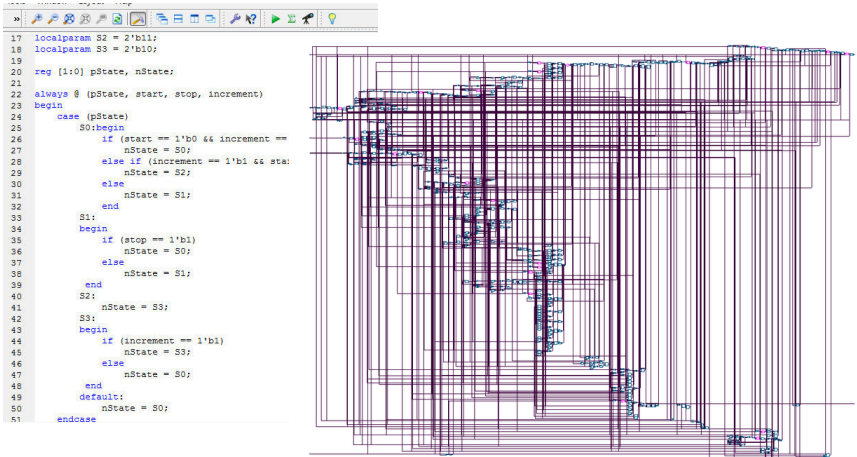 17 localparam S2 = 2'b11;
18 localparam S3 = 2'b10;
19
20 reg [1:0] pState, nState;
21
22 always @ (pState, start, stop, increment)
23 begin
24 case (pState)
25 S0:begin
26 if (start == 1'b0 && increment ==
27 nState = S0;
28 else if (increment == 1'b1 && sta
29 nState = S2;
30 else
31 nState = S1;
32 end
33 S1:
34 begin
35 if (stop == 1'b1)
36 nState = S0;
37 else
38 nState = S1;
39 end
40 S2:
41 nState = S3;
42 S3:
43 begin
44 if (increment == 1'b1)
45 nState = S3;
46 else
47 nState = S0;
48 end
49 default:
50 nState = S0;
51 endcase